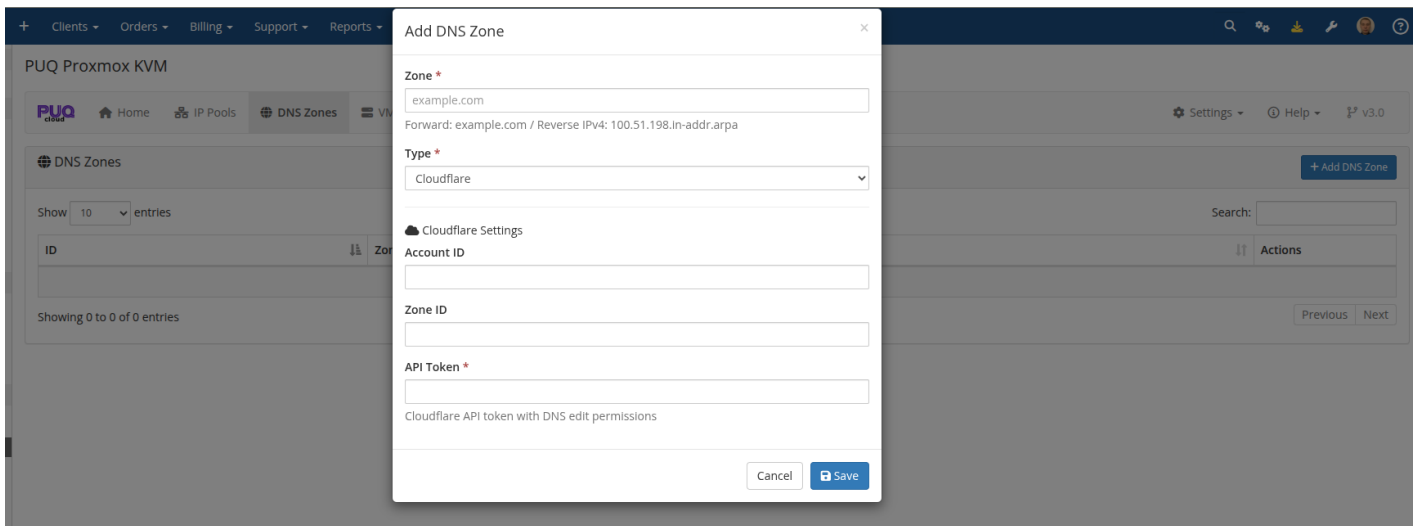 + Clients Orders Billing Support Reports
PUQ Proxmox KVM
PUQ cloud Home IP Pools DNS Zones Settings Help v3.0
DNS Zones + Add DNS Zone
Show 10 entries Search:
ID Actions
Showing 0 to 0 of 0 entries Previous Next
Add DNS Zone ×
Zone *
example.com
Forward: example.com / Reverse IPv4: 100.51.198.in-addr.arpa
Type *
Cloudflare
Cloudflare Settings
Account ID
Zone ID
API Token *
Cloudflare API token with DNS edit permissions
Cancel Save